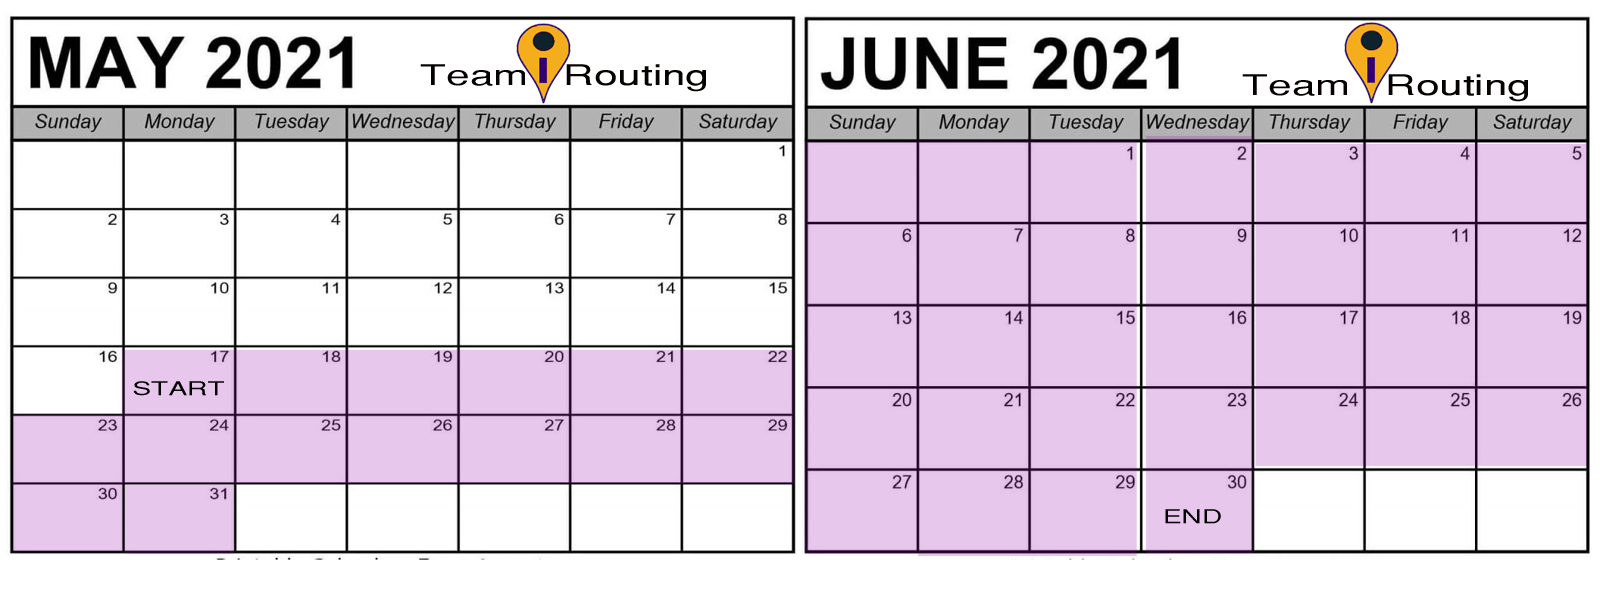 MAY 2021 Team i Routing
Sunday Monday Tuesday Wednesday Thursday Friday Saturday
1
2 3 4 5 6 7 8
9 10 11 12 13 14 15
16 17 18 19 20 21 22
START
23 24 25 26 27 28 29
30 31
JUNE 2021 Team i Routing
Sunday Monday Tuesday Wednesday Thursday Friday Saturday
1 2 3 4 5
6 7 8 9 10 11 12
13 14 15 16 17 18 19
20 21 22 23 24 25 26
27 28 29 30
END